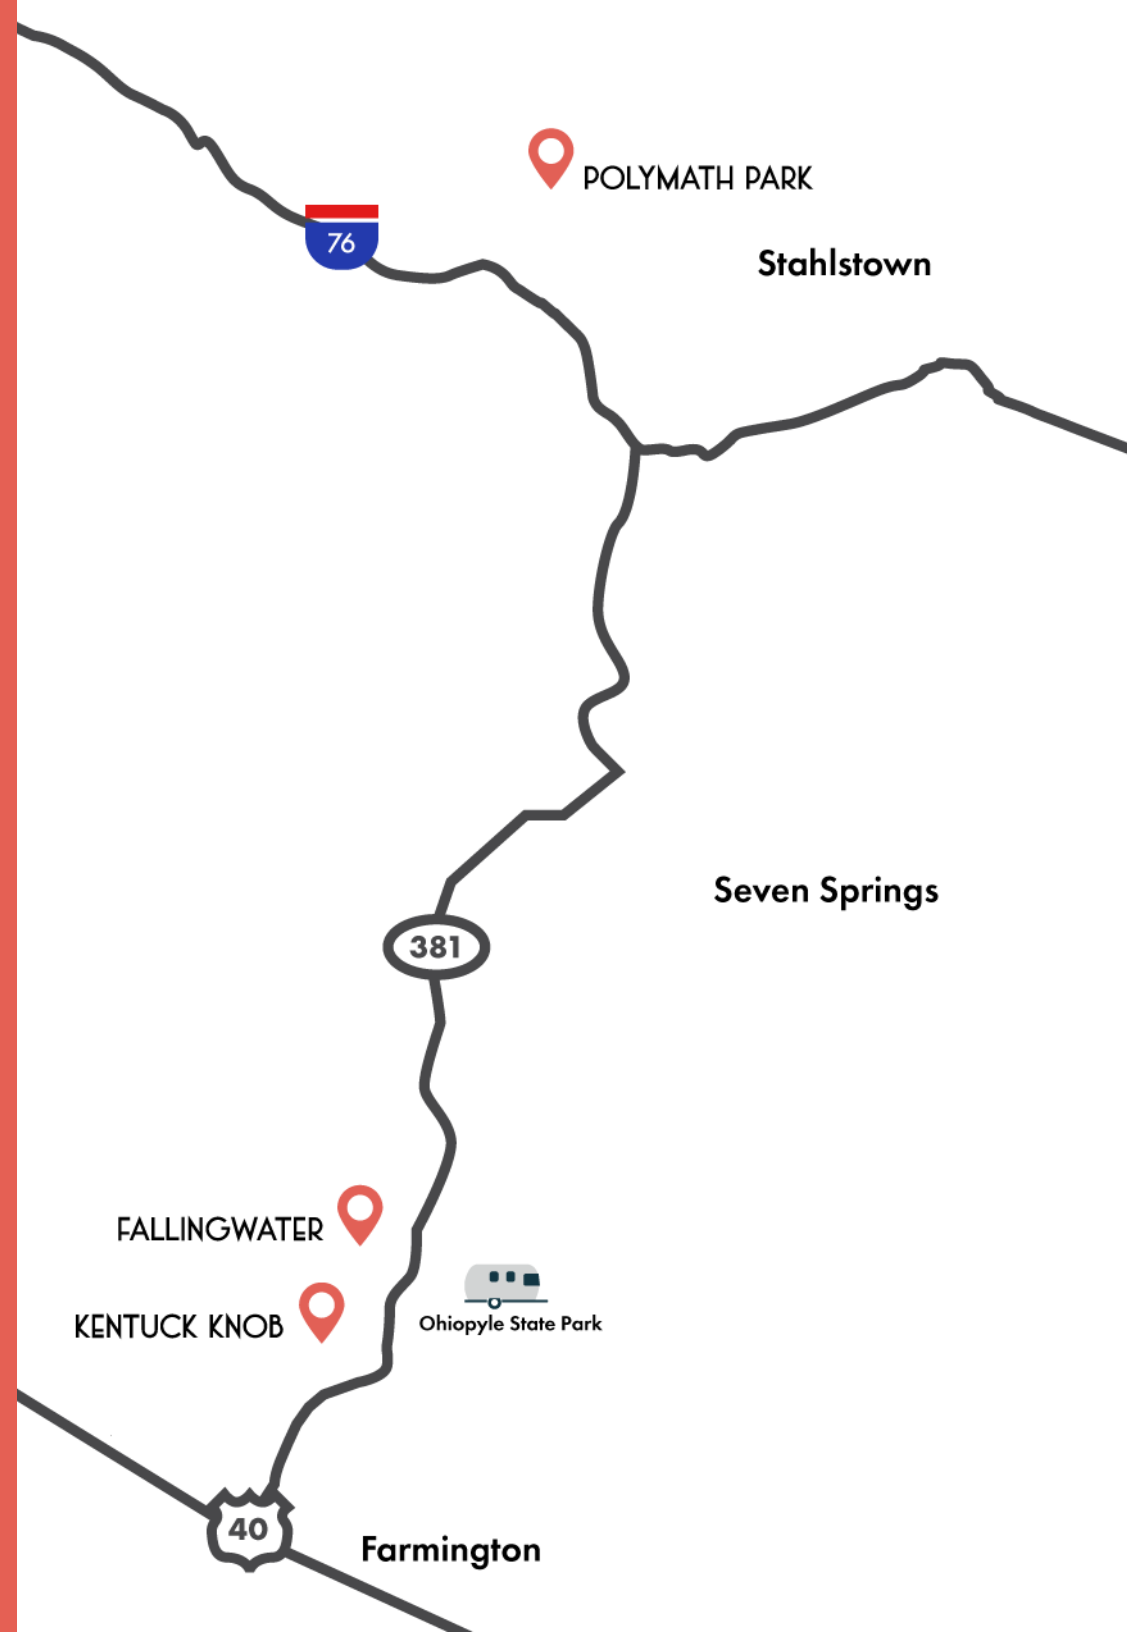 POLYMATH PARK
76
Stahlstown
Seven Springs
381
FALLINGWATER
Ohiopyle State Park
KENTUCK KNOB
40
Farmington